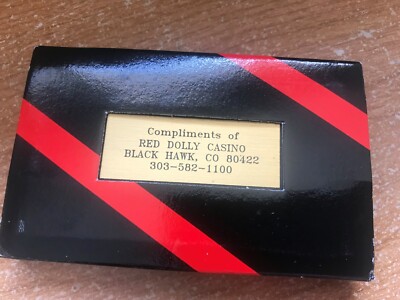 Compliments of
RED DOLLY CASINO
BLACK HAWK, CO 80422
303-582-1100